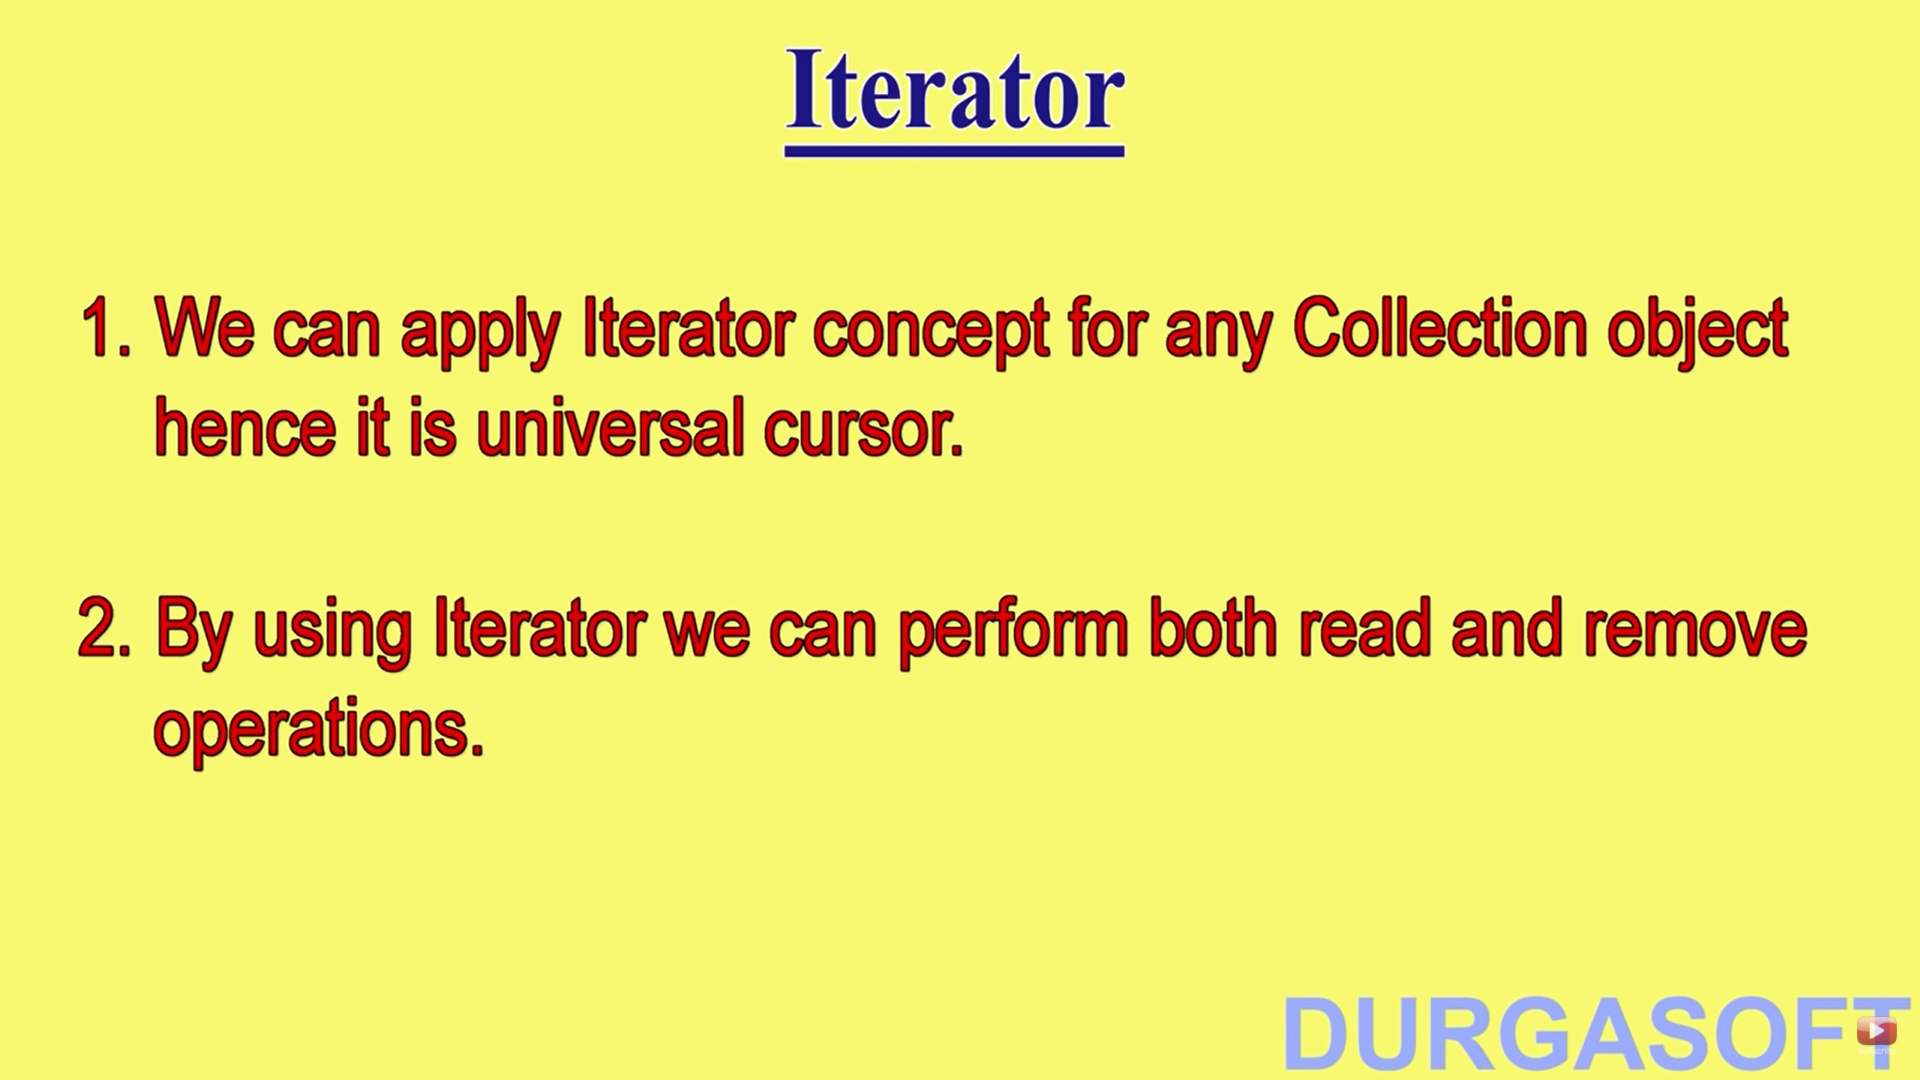 Iterator
1. We can apply Iterator concept for any Collection object
hence it is universal cursor.
2. By using Iterator we can perform both read and remove
operations.
DURGASOFT